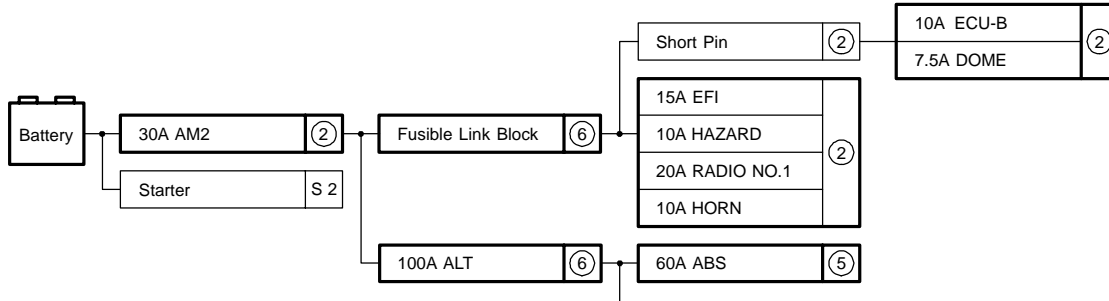 Short Pin ②
10A ECU-B
7.5A DOME
②
Battery
30A AM2 ②
Starter S 2
Fusible Link Block ⑥
15A EFI
10A HAZARD
20A RADIO NO.1
10A HORN
②
100A ALT ⑥
60A ABS ⑤